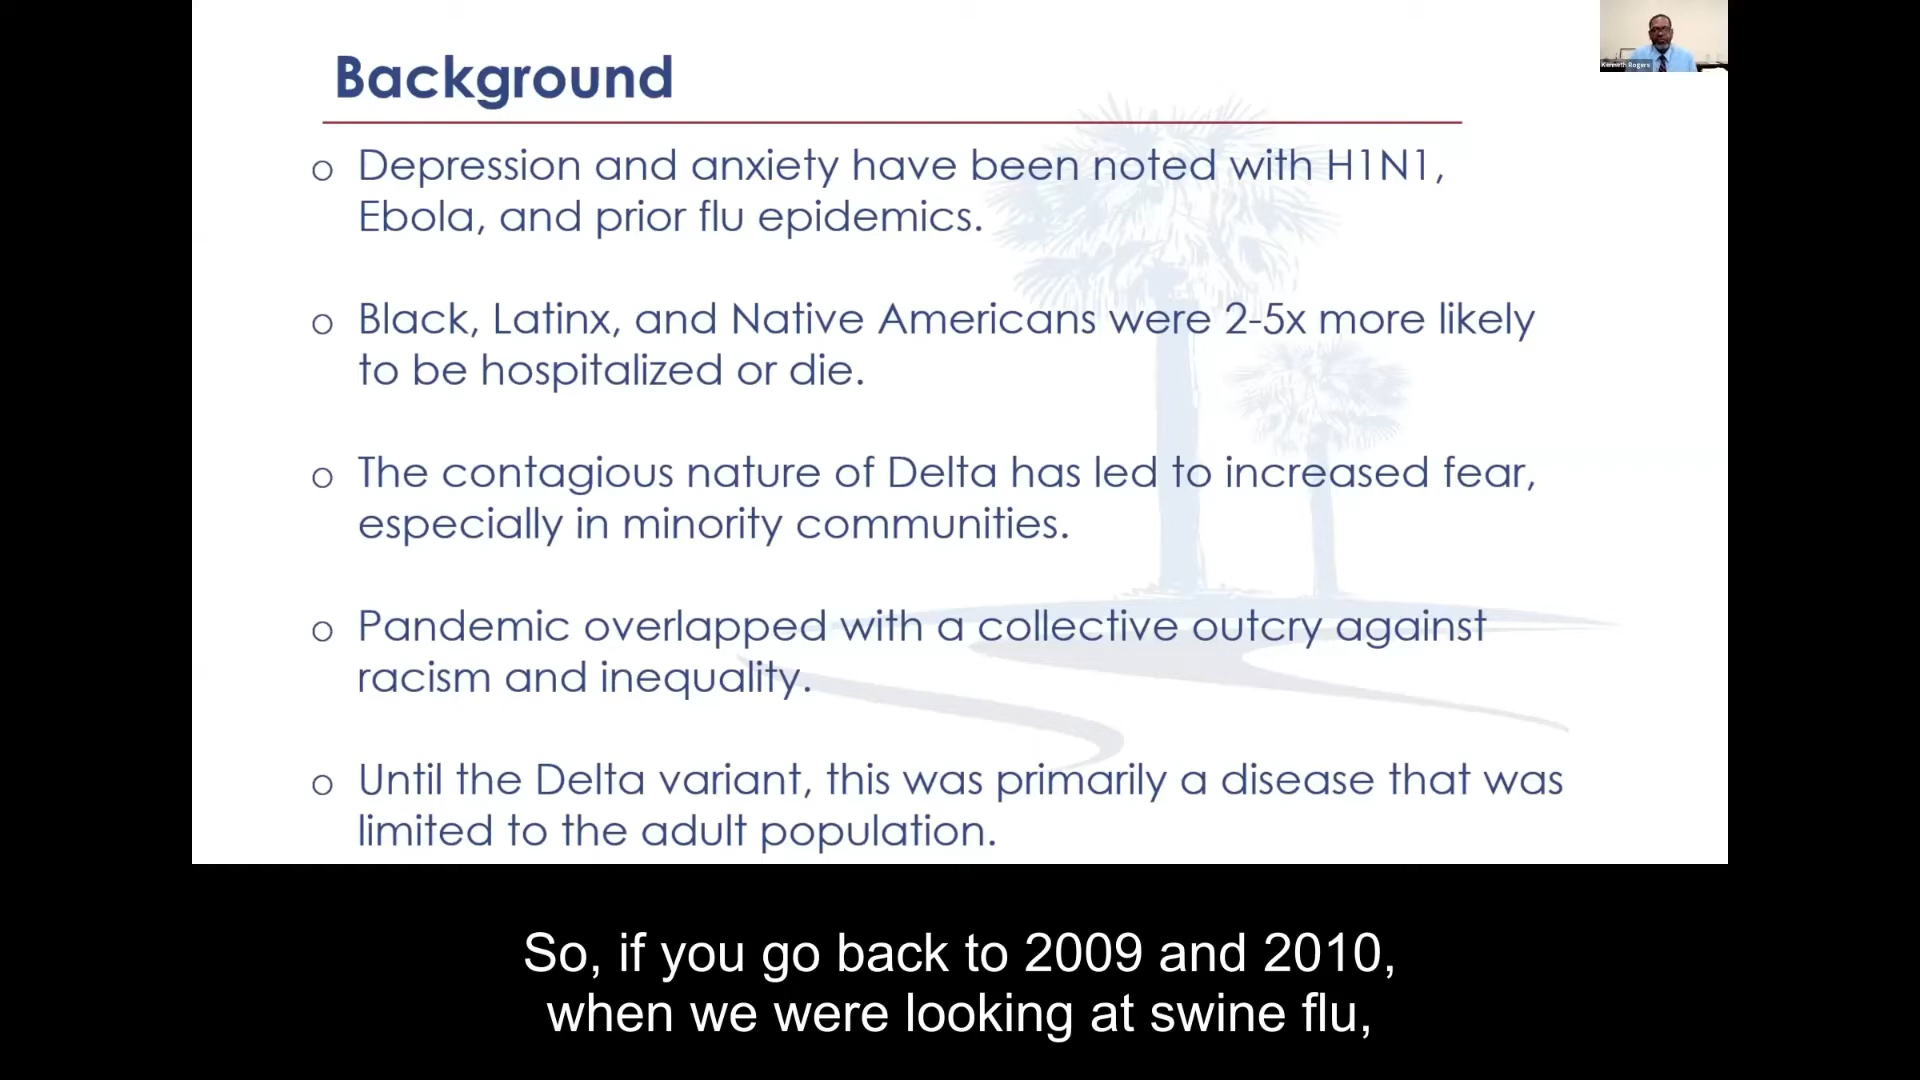 Background
Kenneth Rogers
o Depression and anxiety have been noted with H1N1,
Ebola, and prior flu epidemics.
o Black, Latinx, and Native Americans were 2-5x more likely
to be hospitalized or die.
o The contagious nature of Delta has led to increased fear,
especially in minority communities.
o Pandemic overlapped with a collective outcry against
racism and inequality.
o Until the Delta variant, this was primarily a disease that was
limited to the adult population.
So, if you go back to 2009 and 2010,
when we were looking at swine flu,